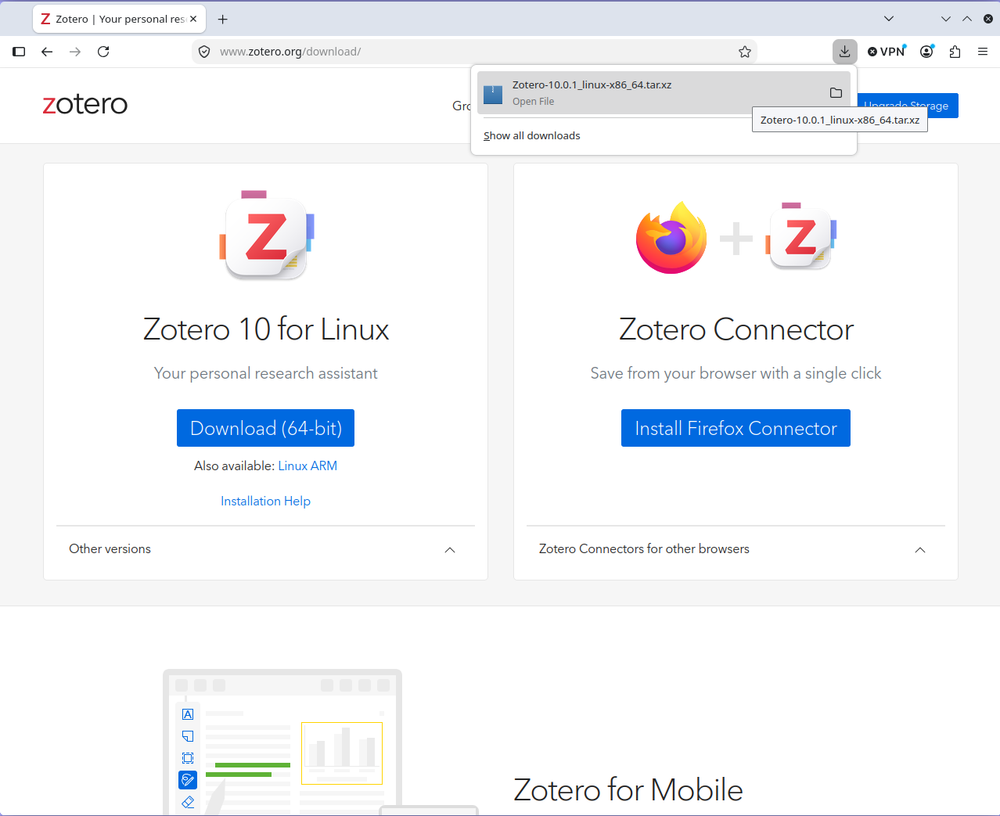 Zotero | Your personal res
www.zotero.org/download/
VPN
Zotero-10.0.1_linux-x86_64.tar.xz
Open File
zotero
Upgrade Storage
Zotero-10.0.1_linux-x86_64.tar.xz
Show all downloads
Zotero 10 for Linux
Your personal research assistant
Download (64-bit)
Also available: Linux ARM
Installation Help
Other versions
Zotero Connector
Save from your browser with a single click
Install Firefox Connector
Zotero Connectors for other browsers
Zotero for Mobile